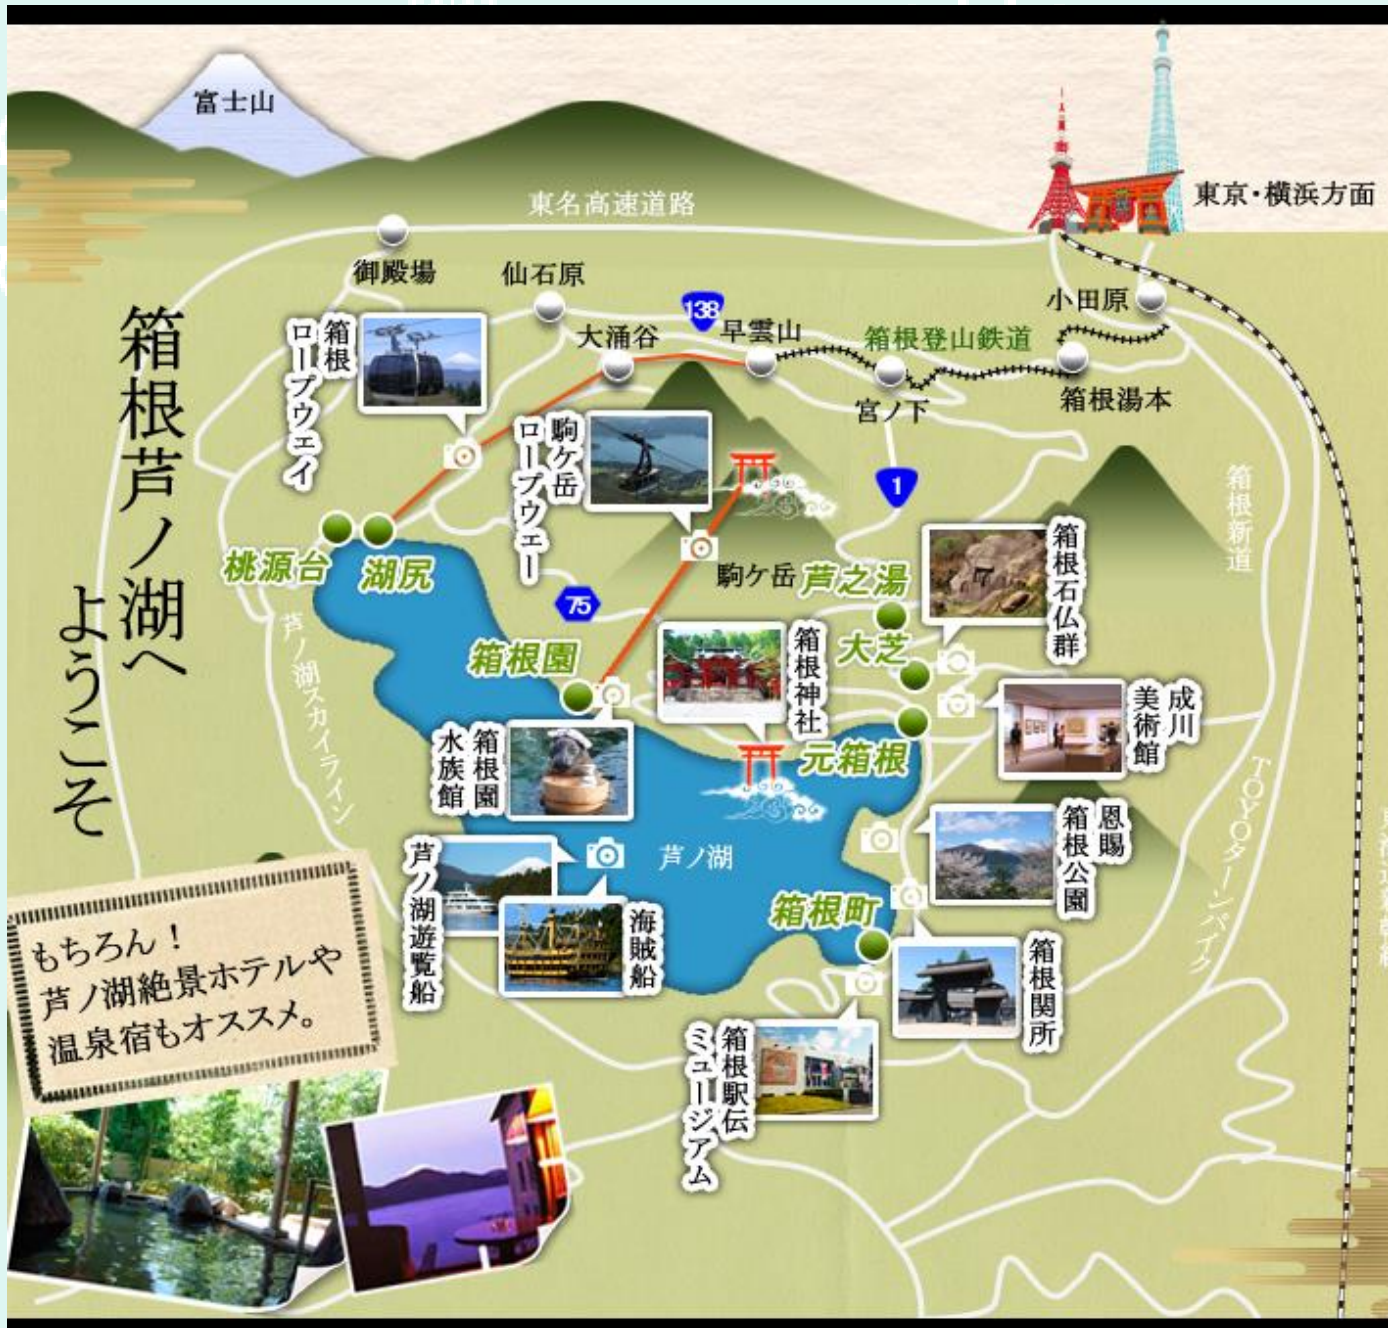 富士山
東京・横浜方面
東名高速道路
御殿場
仙石原
小田原
138
大涌谷
早雲山
箱根登山鉄道
宮ノ下
箱根湯本
箱根
ロープウェイ
箱根芦ノ湖へ
ようこそ
駒ケ岳
ロープウェー
1
箱根新道
桃源台
湖尻
駒ケ岳
芦之湯
箱根石仏群
75
芦ノ湖スカイライン
箱根園
箱根神社
大芝
成川
美術館
元箱根
箱根園
水族館
TOYOターンパイク
恩賜
箱根公園
芦ノ湖
芦ノ湖遊覧船
海賊船
箱根町
箱根関所
箱根駅伝
ミュージアム
もちろん！
芦ノ湖絶景ホテルや
温泉宿もオススメ。